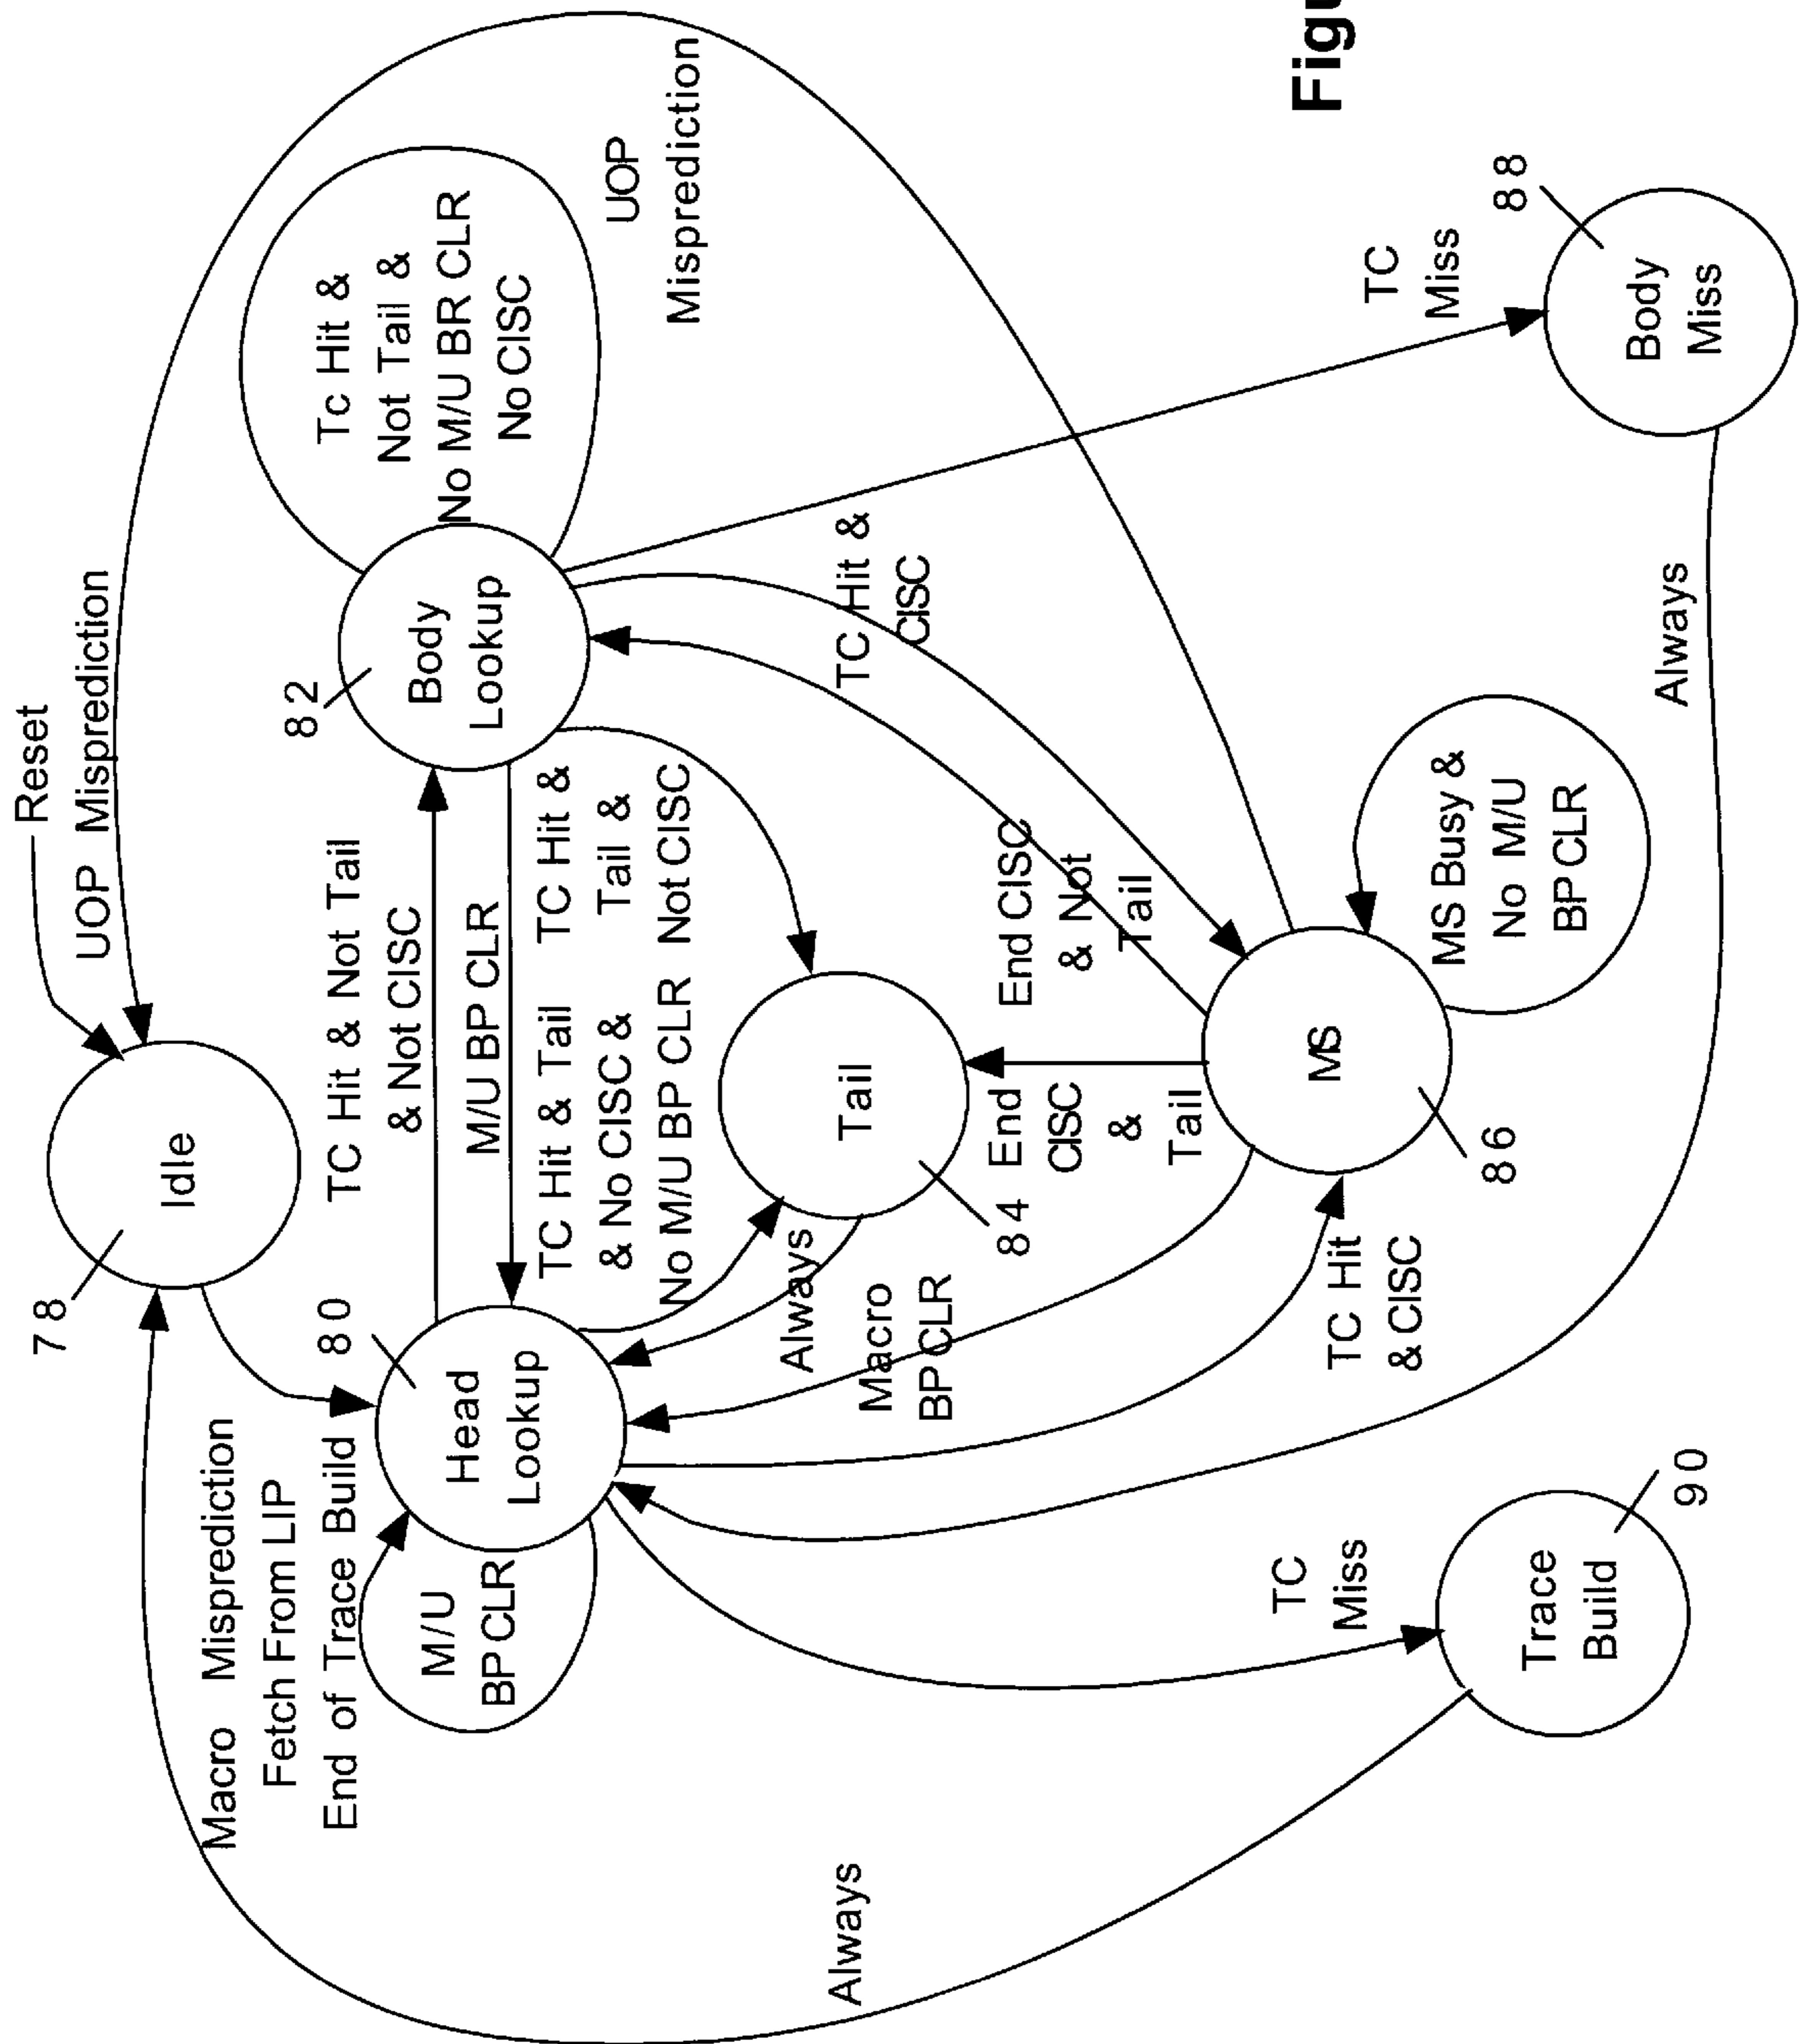 Reset
UOP Misprediction
78
Idle
Macro Misprediction
Fetch From LIP
End of Trace Build
80
Head
Lookup
M/U
BP CLR
TC Hit & Not Tail
& Not CISC
M/U BP CLR
82
Body
Lookup
Tc Hit &
Not Tail &
No M/U BR CLR
No CISC
UOP
Misprediction
TC Hit & Tail
& No CISC &
No M/U BP CLR
TC Hit &
Tail &
Not CISC
Always
Tail
84
Macro
BP CLR
End
CISC
&
Tail
End CISC
& Not
Tail
TC Hit &
CISC
TC Hit
& CISC
MS
86
MS Busy &
No M/U
BP CLR
TC
Miss
Body
Miss
88
Always
TC
Miss
Trace
Build
90
Always